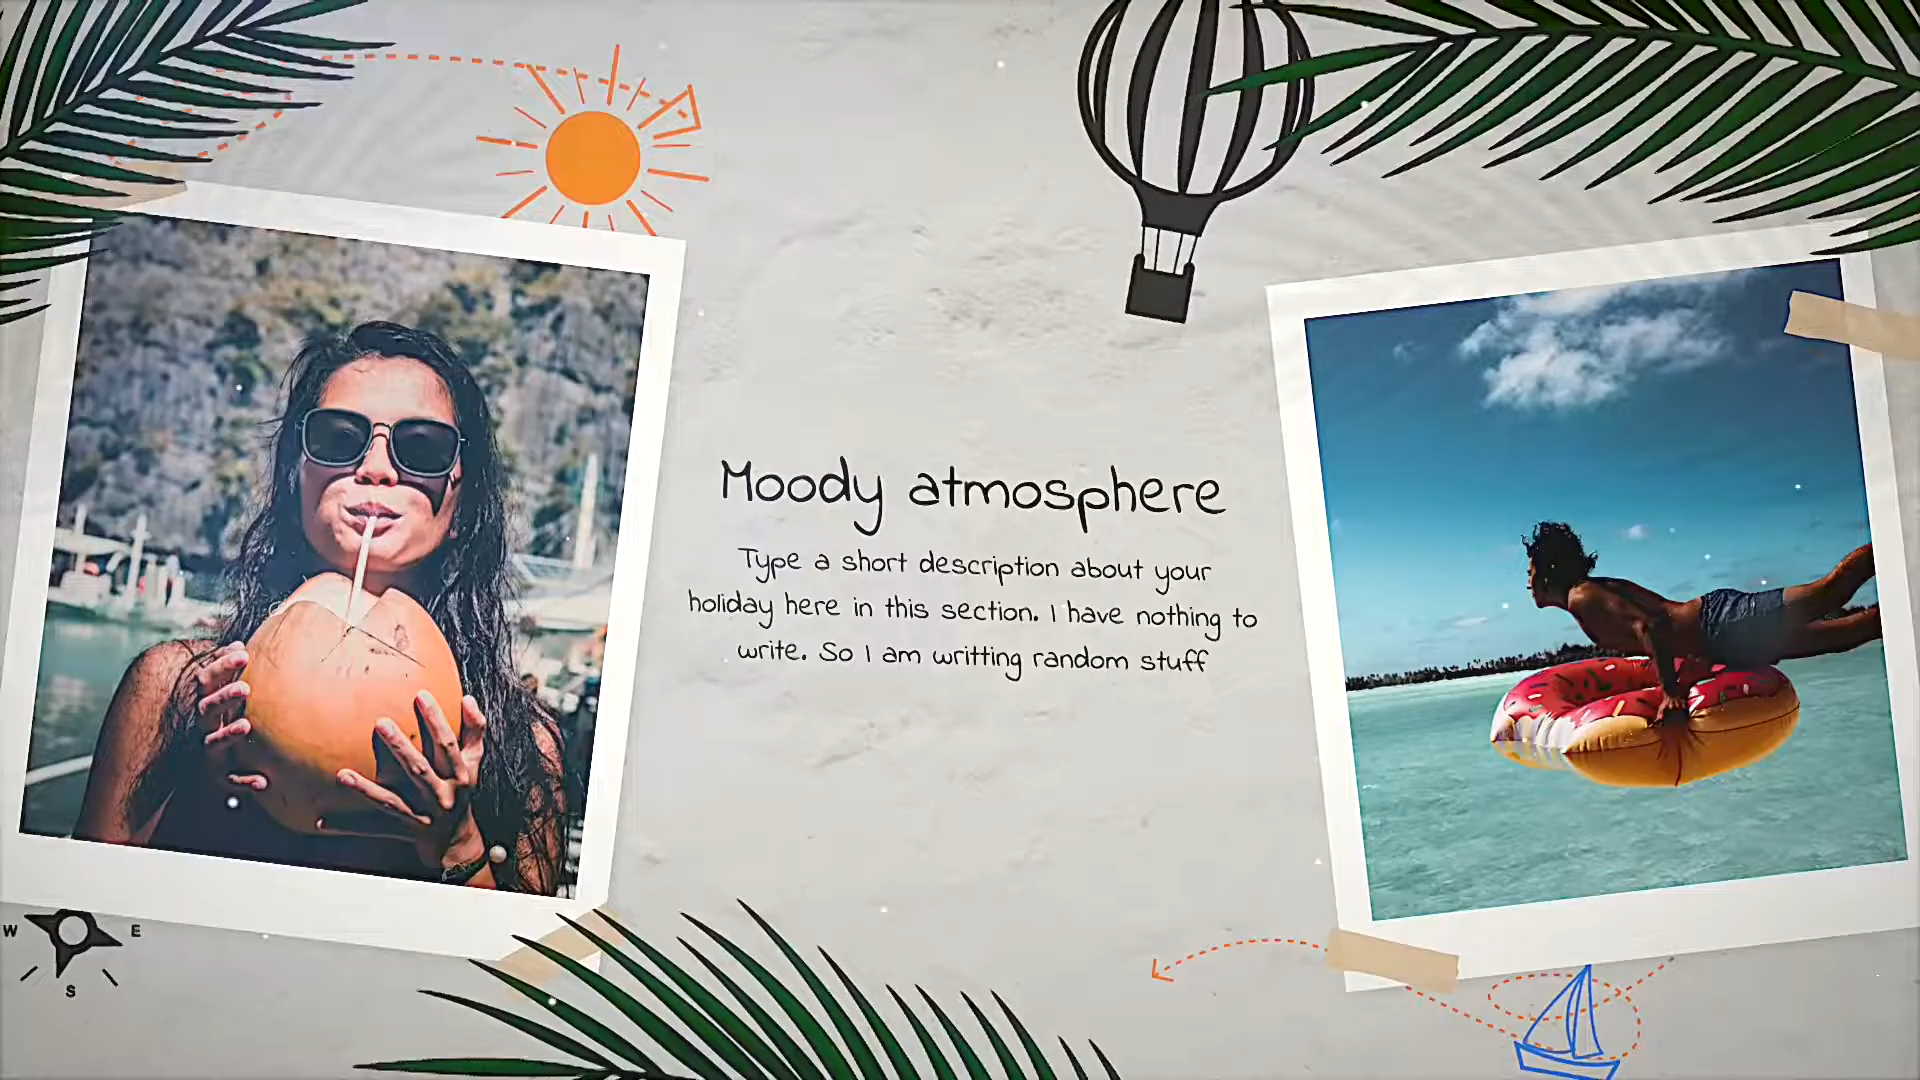 Moody atmosphere
Type a short description about your
holiday here in this section. I have nothing to
write. So I am writting random stuff
W E
S